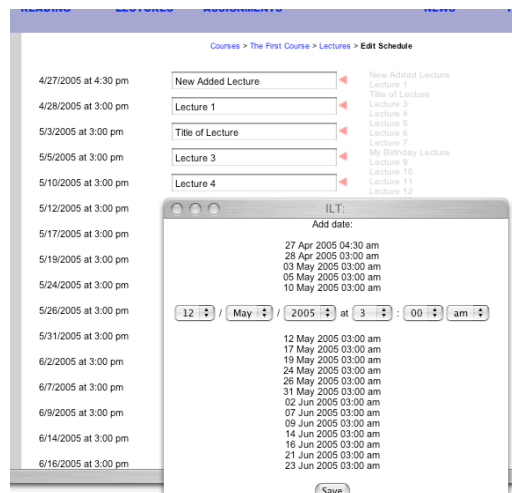 READING LECTURES ASSIGNMENTS NEWS
Courses > The First Course > Lectures > Edit Schedule
4/27/2005 at 4:30 pm New Added Lecture
4/28/2005 at 3:00 pm Lecture 1
5/3/2005 at 3:00 pm Title of Lecture
5/5/2005 at 3:00 pm Lecture 3
5/10/2005 at 3:00 pm Lecture 4
5/12/2005 at 3:00 pm
5/17/2005 at 3:00 pm
5/19/2005 at 3:00 pm
5/24/2005 at 3:00 pm
5/26/2005 at 3:00 pm
5/31/2005 at 3:00 pm
6/2/2005 at 3:00 pm
6/7/2005 at 3:00 pm
6/9/2005 at 3:00 pm
6/14/2005 at 3:00 pm
6/16/2005 at 3:00 pm
New Added Lecture
Lecture 1
Title of Lecture
Lecture 3
Lecture 4
Lecture 5
Lecture 6
Lecture 7
My Birthday Lecture
Lecture 9
Lecture 10
Lecture 11
Lecture 12
ILT:
Add date:
27 Apr 2005 04:30 am
28 Apr 2005 03:00 am
03 May 2005 03:00 am
05 May 2005 03:00 am
10 May 2005 03:00 am
12 / May / 2005 at 3 : 00 am
12 May 2005 03:00 am
17 May 2005 03:00 am
19 May 2005 03:00 am
24 May 2005 03:00 am
26 May 2005 03:00 am
31 May 2005 03:00 am
02 Jun 2005 03:00 am
07 Jun 2005 03:00 am
09 Jun 2005 03:00 am
14 Jun 2005 03:00 am
16 Jun 2005 03:00 am
21 Jun 2005 03:00 am
23 Jun 2005 03:00 am
Save